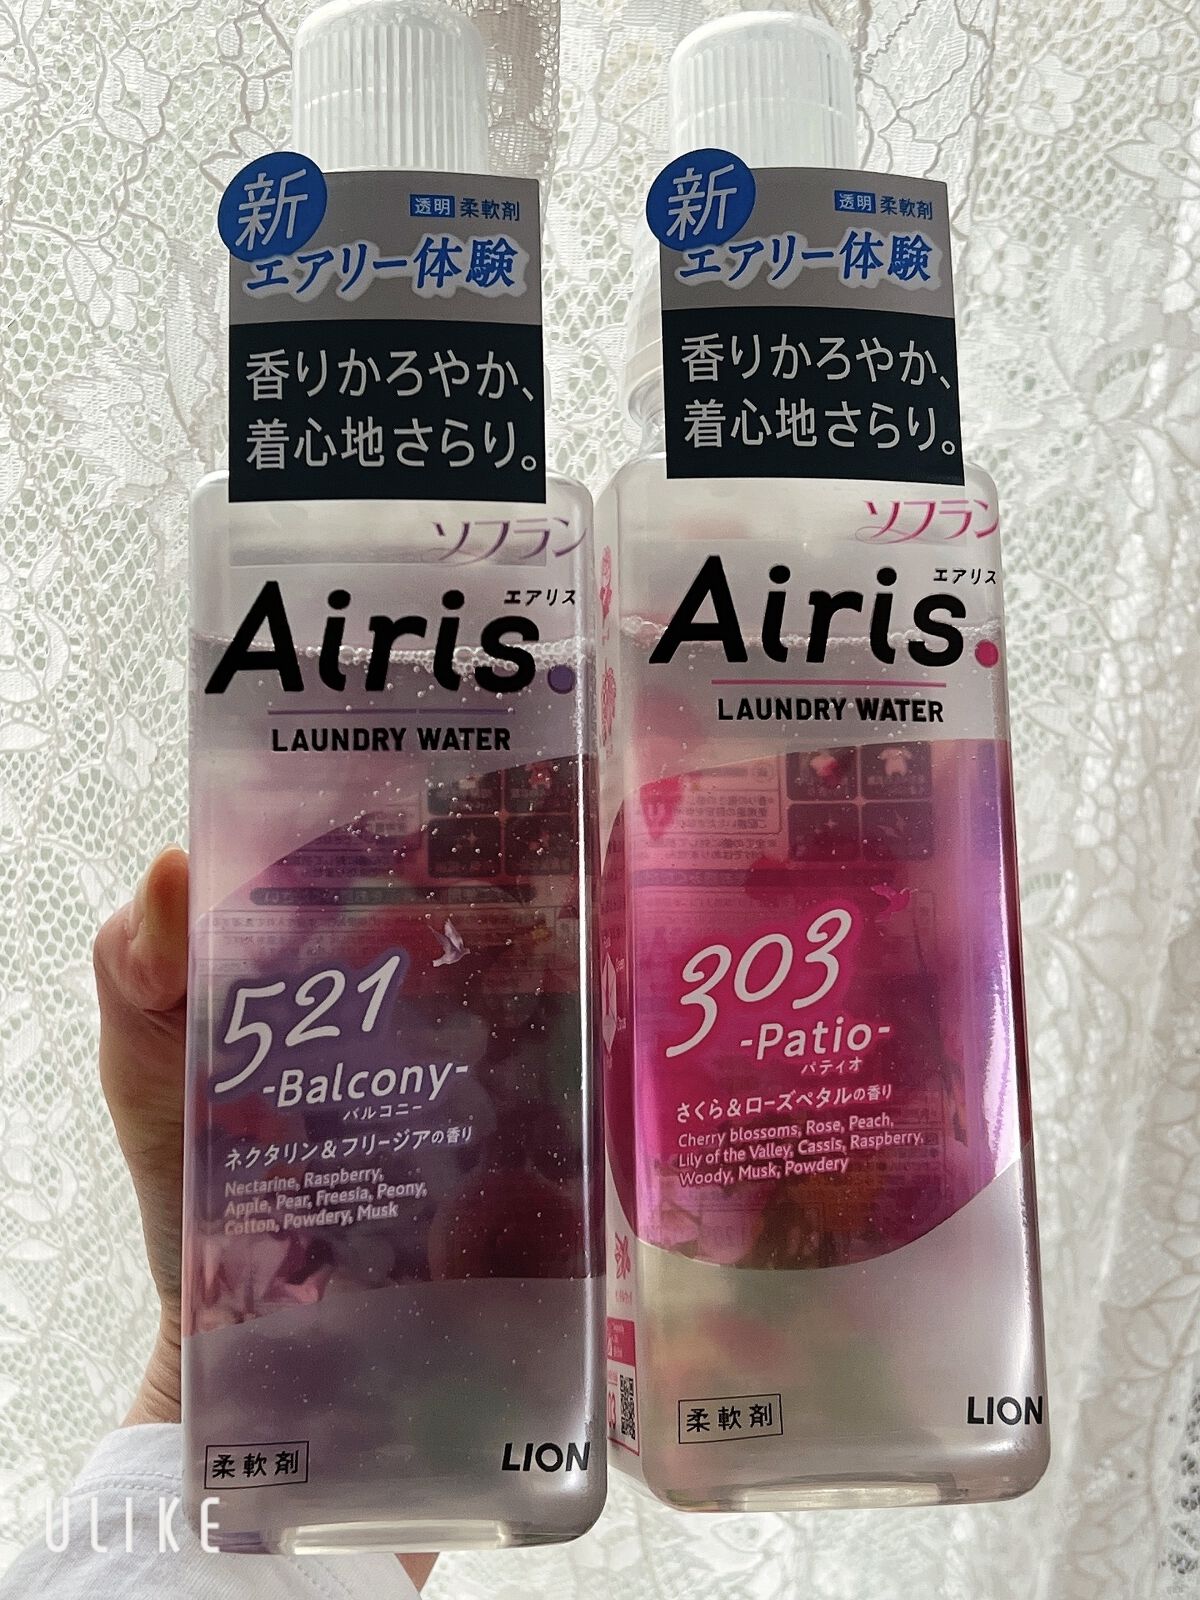 新
透明 柔軟剤
エアリー体験
香りかろやか、
着心地さらり。
ソフラン
エアリス
Airis.
LAUNDRY WATER
521
-Balcony-
バルコニー
ネクタリン&フリージアの香り
Nectarine, Raspberry,
Apple, Pear, Freesia, Peony,
Cotton, Powdery, Musk
柔軟剤
LION
新
透明 柔軟剤
エアリー体験
香りかろやか、
着心地さらり。
ソフラン
エアリス
Airis.
LAUNDRY WATER
303
-Patio-
パティオ
さくら&ローズペタルの香り
Cherry blossoms, Rose, Peach,
Lily of the Valley, Cassis, Raspberry,
Woody, Musk, Powdery
柔軟剤
LION
ULIKE